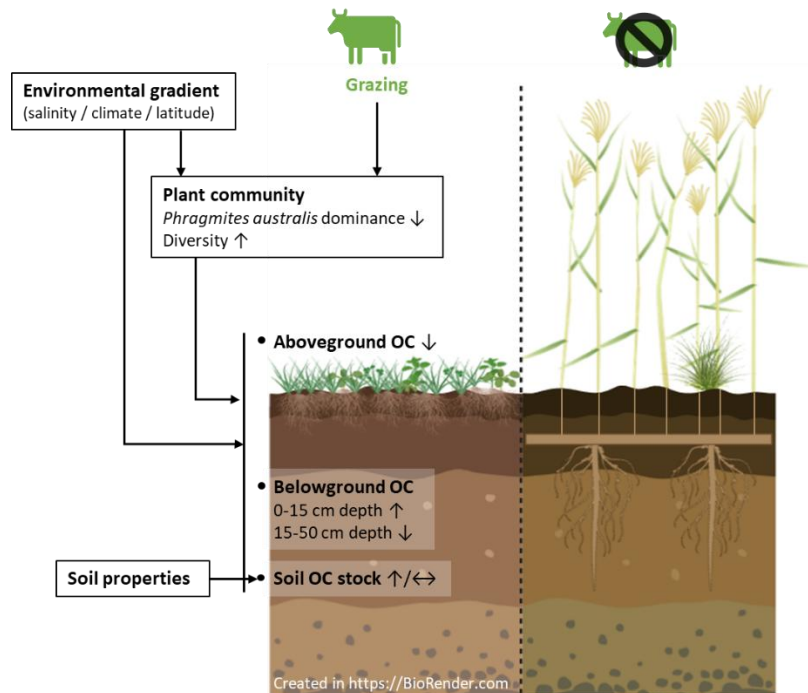 Environmental gradient
(salinity / climate / latitude)
Grazing
Plant community
Phragmites australis dominance ↓
Diversity ↑
• Aboveground OC ↓
• Belowground OC
0-15 cm depth ↑
15-50 cm depth ↓
Soil properties
• Soil OC stock ↑/↔
Created in https://BioRender.com